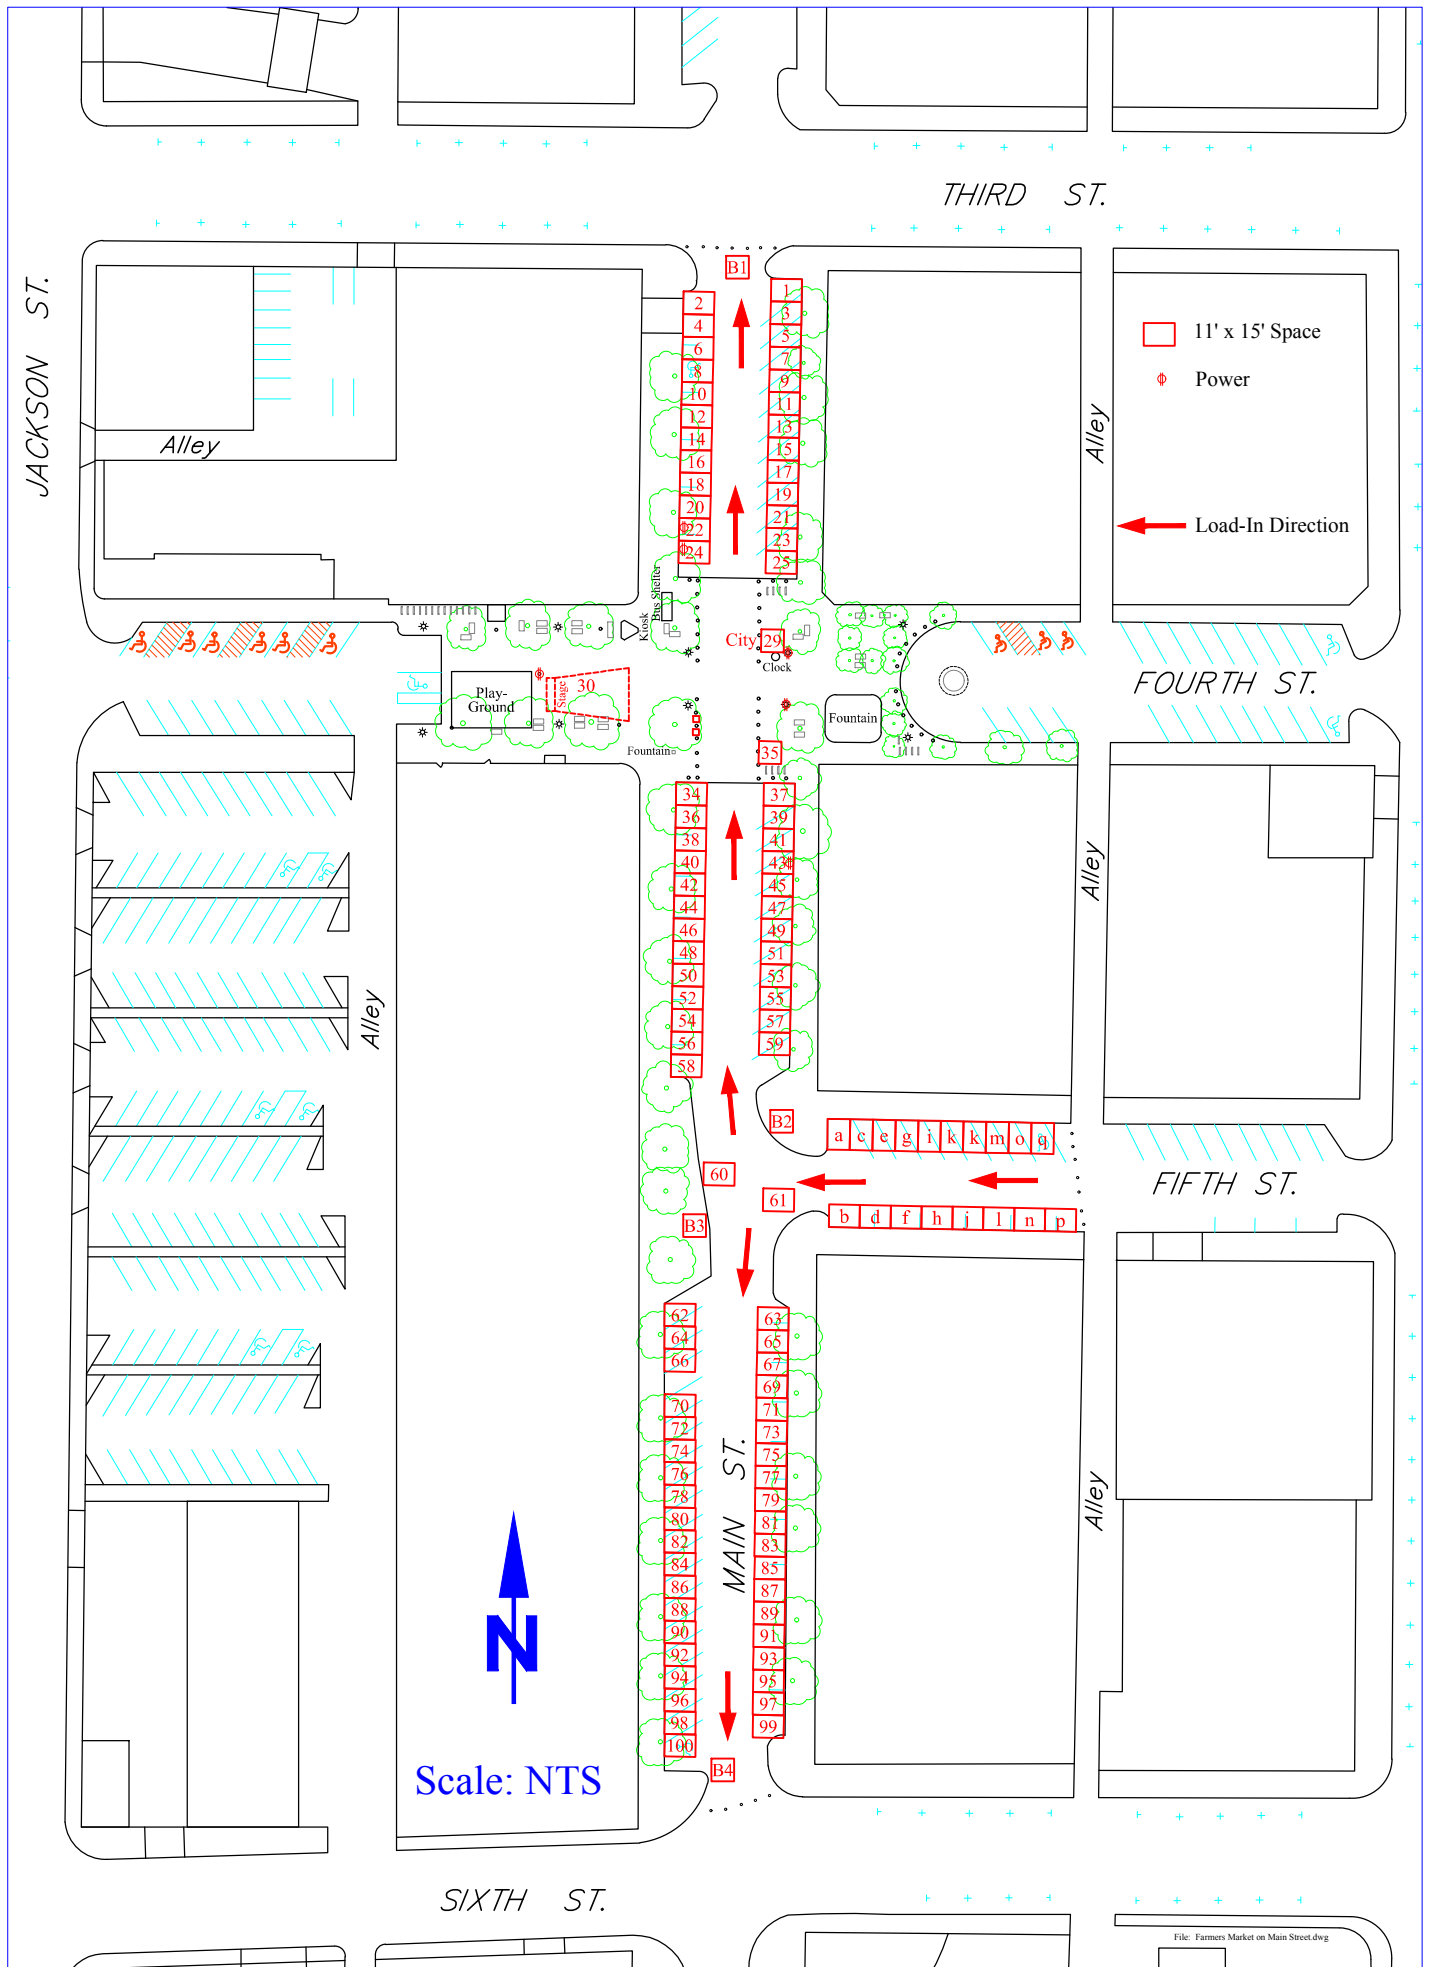 THIRD ST.
JACKSON ST.
B1
1
2
3
4
5
6
7
8
9
10
11
12
13
14
15
16
17
18
19
20
21
22
23
24
25
11' x 15' Space
Power
Load-In Direction
Alley
Alley
Bus Shelter
Kiosk
City
29
Clock
Play-
Ground
Stage
30
Fountain
Fountain
35
FOURTH ST.
34
37
36
39
38
41
40
43
42
45
44
47
46
49
48
51
50
53
52
55
54
57
56
59
58
Alley
Alley
B2
a
c
e
g
i
k
k
m
o
q
60
61
b
d
f
h
j
l
n
p
B3
FIFTH ST.
62
63
64
65
66
67
69
70
71
72
73
74
75
76
77
78
79
80
81
82
83
84
85
86
87
88
89
90
91
92
93
94
95
96
97
98
99
100
MAIN ST.
Alley
N
B4
Scale: NTS
SIXTH ST.
File: Farmers Market on Main Street.dwg